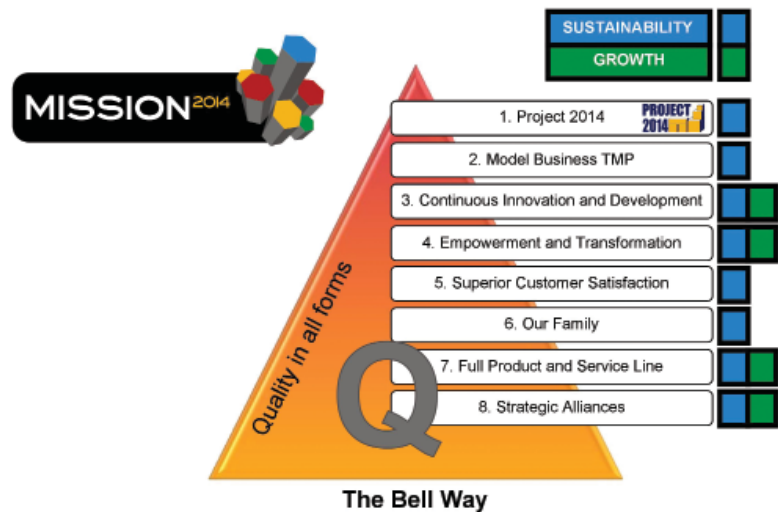 SUSTAINABILITY
GROWTH
MISSION 2014
1. Project 2014
PROJECT
2014
2. Model Business TMP
3. Continuous Innovation and Development
4. Empowerment and Transformation
5. Superior Customer Satisfaction
6. Our Family
7. Full Product and Service Line
8. Strategic Alliances
Quality in all forms
Q
The Bell Way